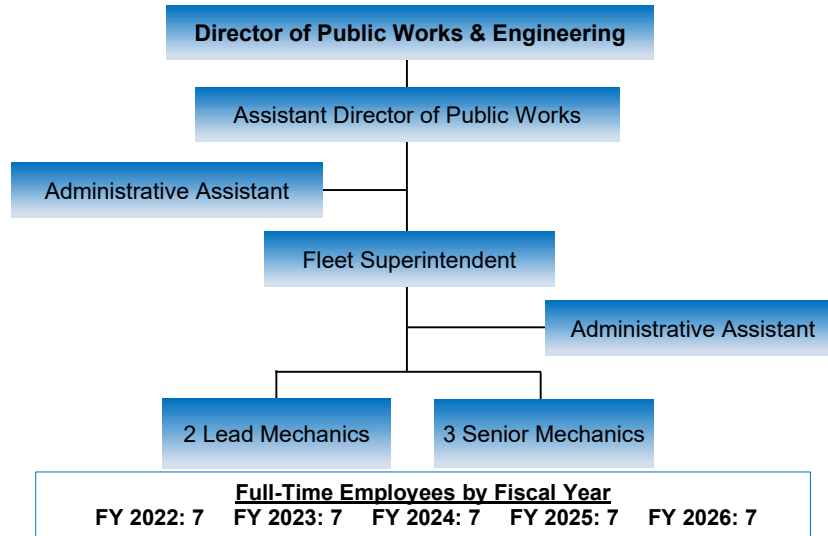 Director of Public Works & Engineering
Assistant Director of Public Works
Administrative Assistant
Fleet Superintendent
Administrative Assistant
2 Lead Mechanics
3 Senior Mechanics
Full-Time Employees by Fiscal Year
FY 2022: 7 FY 2023: 7 FY 2024: 7 FY 2025: 7 FY 2026: 7